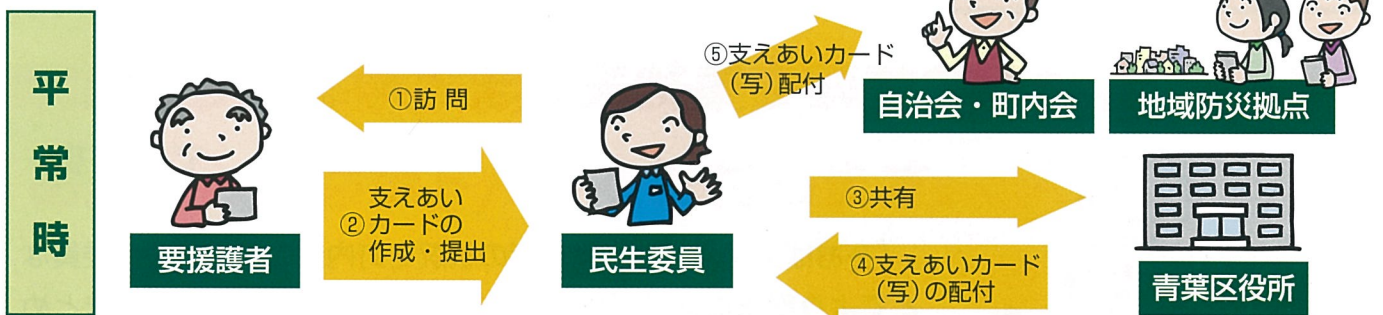 平常時
①訪 問
支えあい
②カードの
作成・提出
要援護者
民生委員
③共有
④支えあいカード
(写)の配付
⑤支えあいカード
(写)配付
自治会・町内会
地域防災拠点
青葉区役所